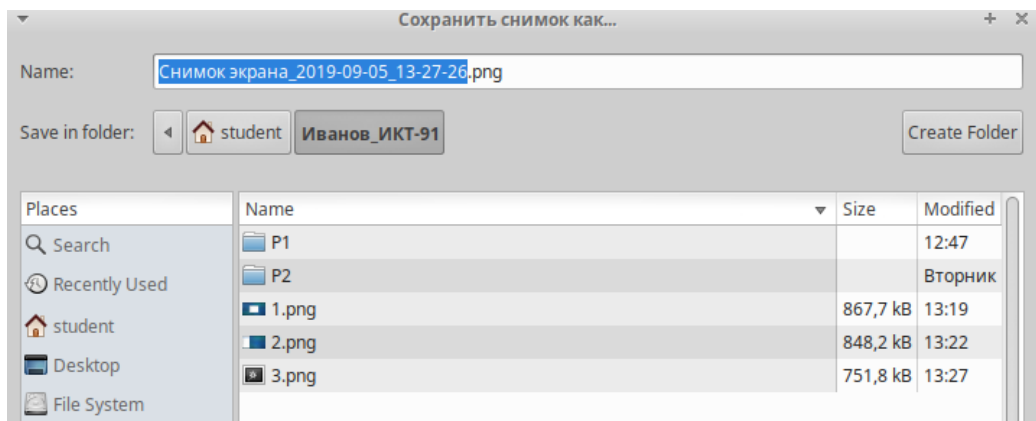 Сохранить снимок как...
Name: Снимок экрана_2019-09-05_13-27-26.png
Save in folder: student Иванов_ИКТ-91 Create Folder
Places Name Size Modified
Search P1 12:47
Recently Used P2 Вторник
student 1.png 867,7 kB 13:19
Desktop 2.png 848,2 kB 13:22
File System 3.png 751,8 kB 13:27